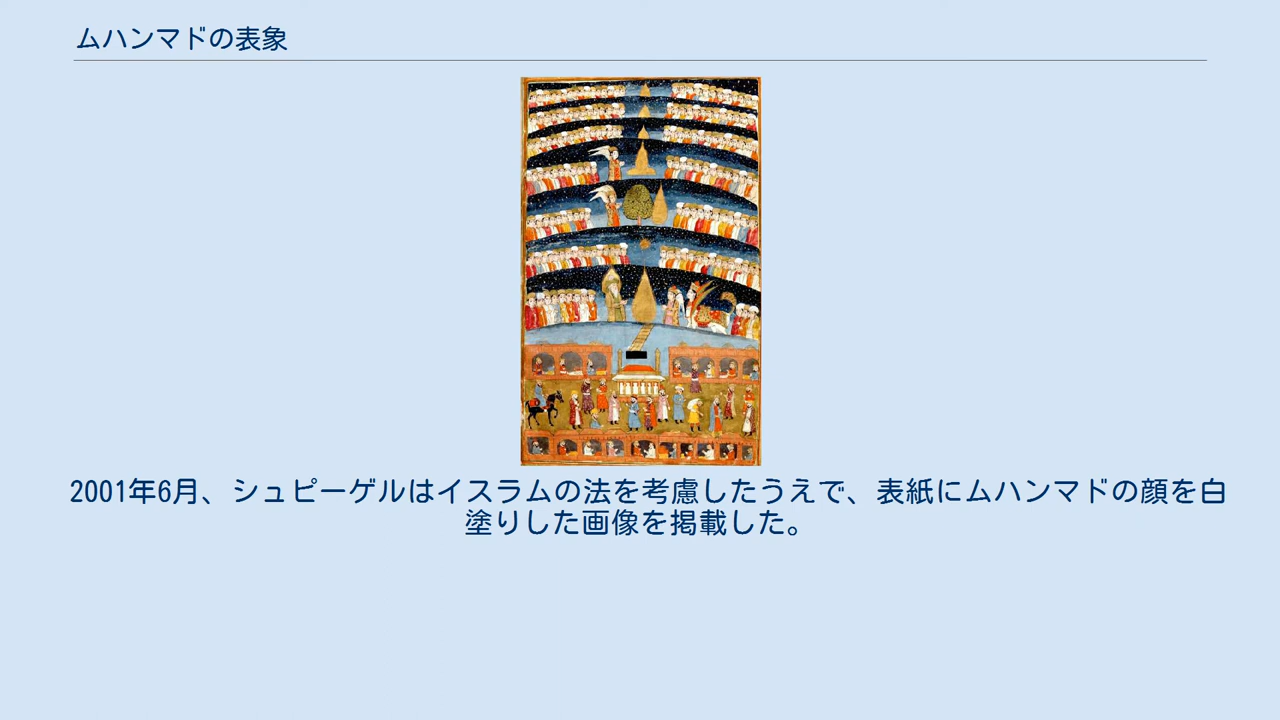 ムハンマドの表象
2001年6月、シュピーゲルはイスラムの法を考慮したうえで、表紙にムハンマドの顔を白
塗りした画像を掲載した。